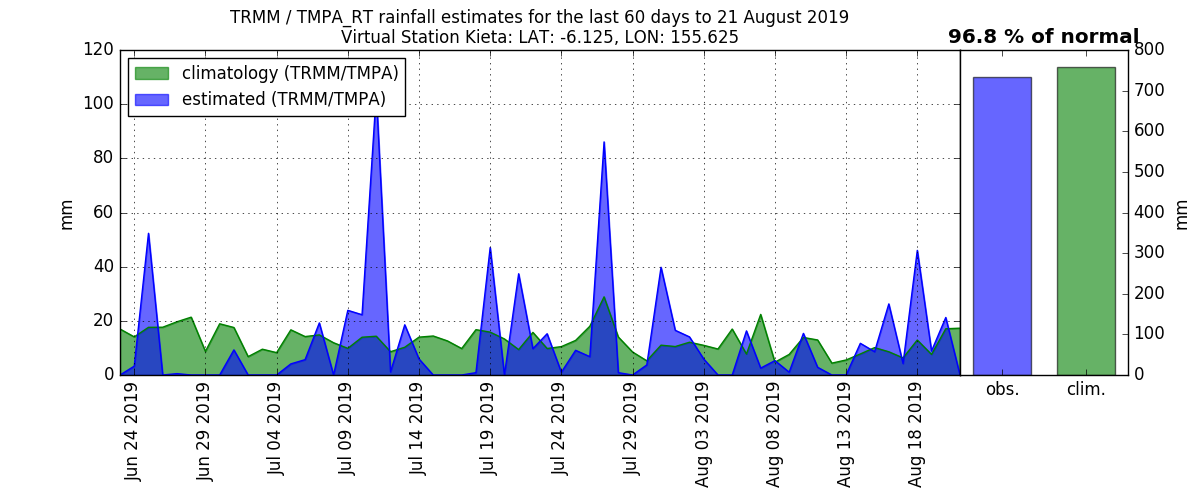 TRMM / TMPA_RT rainfall estimates for the last 60 days to 21 August 2019
Virtual Station Kieta: LAT: -6.125, LON: 155.625
96.8 % of normal
climatology (TRMM/TMPA)
estimated (TRMM/TMPA)
120
100
80
60
40
20
0
mm
800
700
600
500
400
300
200
100
0
mm
Jun 24 2019
Jun 29 2019
Jul 04 2019
Jul 09 2019
Jul 14 2019
Jul 19 2019
Jul 24 2019
Jul 29 2019
Aug 03 2019
Aug 08 2019
Aug 13 2019
Aug 18 2019
obs.
clim.